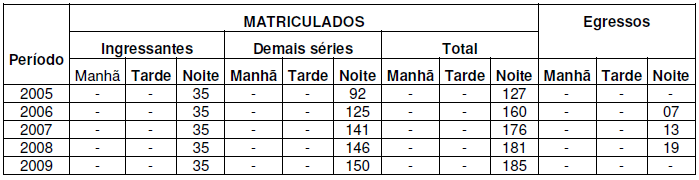 MATRICULADOS Egressos
Período Ingressantes Demais séries Total
Manhã Tarde Noite Manhã Tarde Noite Manhã Tarde Noite Manhã Tarde Noite
2005 - - 35 - - 92 - - 127 - - -
2006 - - 35 - - 125 - - 160 - - 07
2007 - - 35 - - 141 - - 176 - - 13
2008 - - 35 - - 146 - - 181 - - 19
2009 - - 35 - - 150 - - 185 - - -